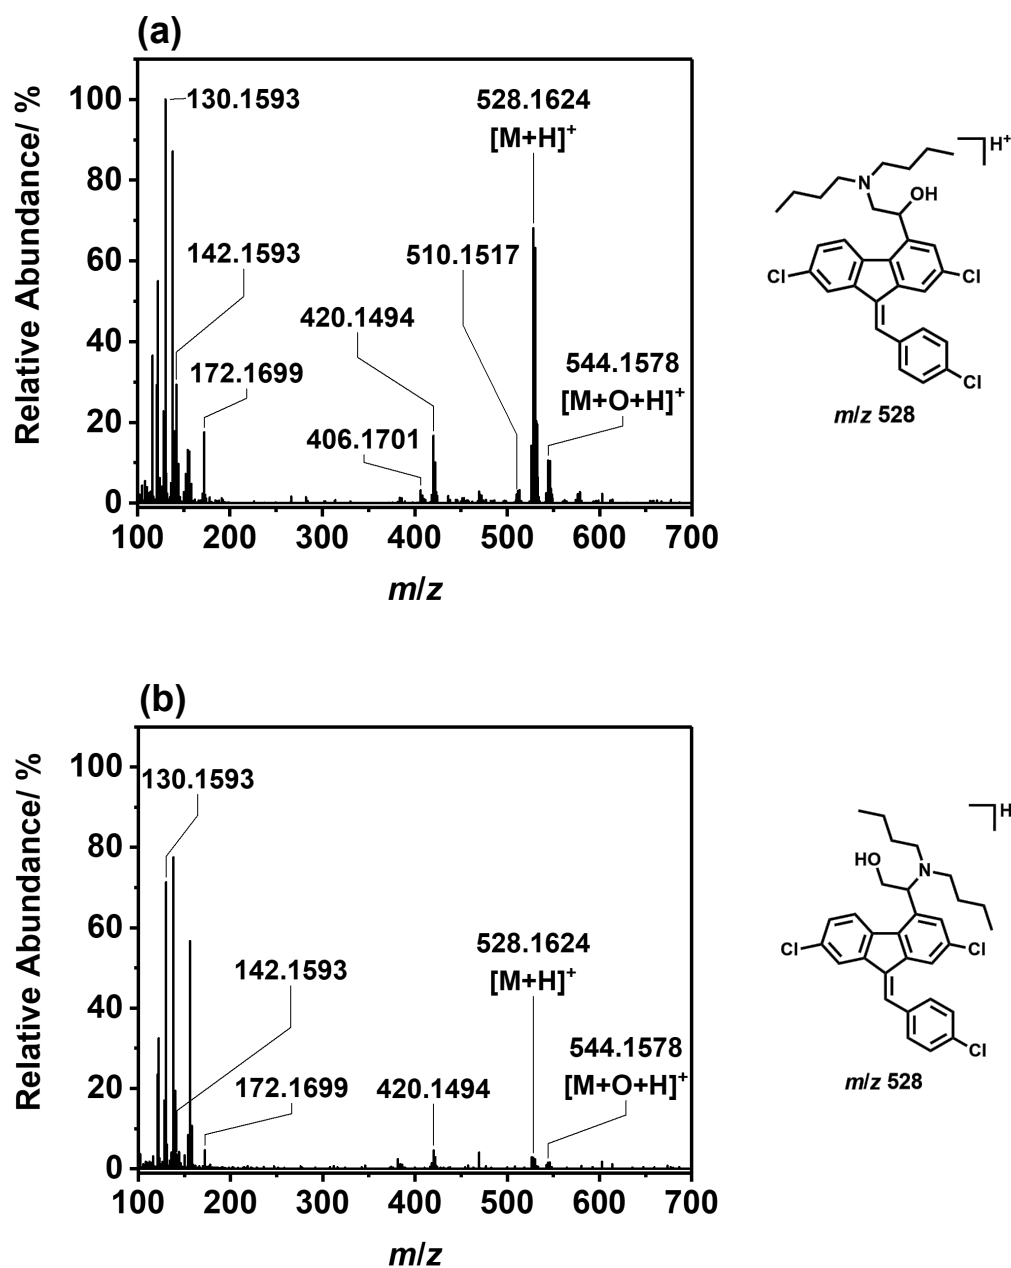 (a)
Relative Abundance/ %
100
80
60
40
20
0
130.1593
142.1593
172.1699
420.1494
406.1701
510.1517
528.1624
[M+H]⁺
544.1578
[M+O+H]⁺
100 200 300 400 500 600 700
m/z
H⁺
N
OH
Cl
Cl
Cl
m/z 528
(b)
Relative Abundance/ %
100
80
60
40
20
0
130.1593
142.1593
172.1699
420.1494
528.1624
[M+H]⁺
544.1578
[M+O+H]⁺
100 200 300 400 500 600 700
m/z
H
HO
N
Cl
Cl
Cl
m/z 528